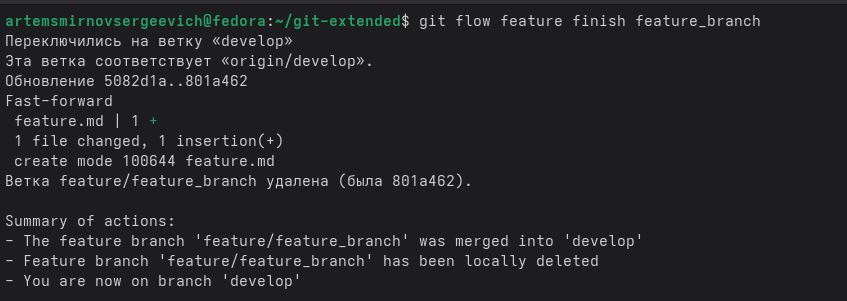 artemsmirnovsergeevich@fedora:~/git-extended$ git flow feature finish feature_branch
Переключились на ветку «develop»
Эта ветка соответствует «origin/develop».
Обновление 5082d1a..801a462
Fast-forward
 feature.md | 1 +
 1 file changed, 1 insertion(+)
 create mode 100644 feature.md
Ветка feature/feature_branch удалена (была 801a462).

Summary of actions:
- The feature branch 'feature/feature_branch' was merged into 'develop'
- Feature branch 'feature/feature_branch' has been locally deleted
- You are now on branch 'develop'